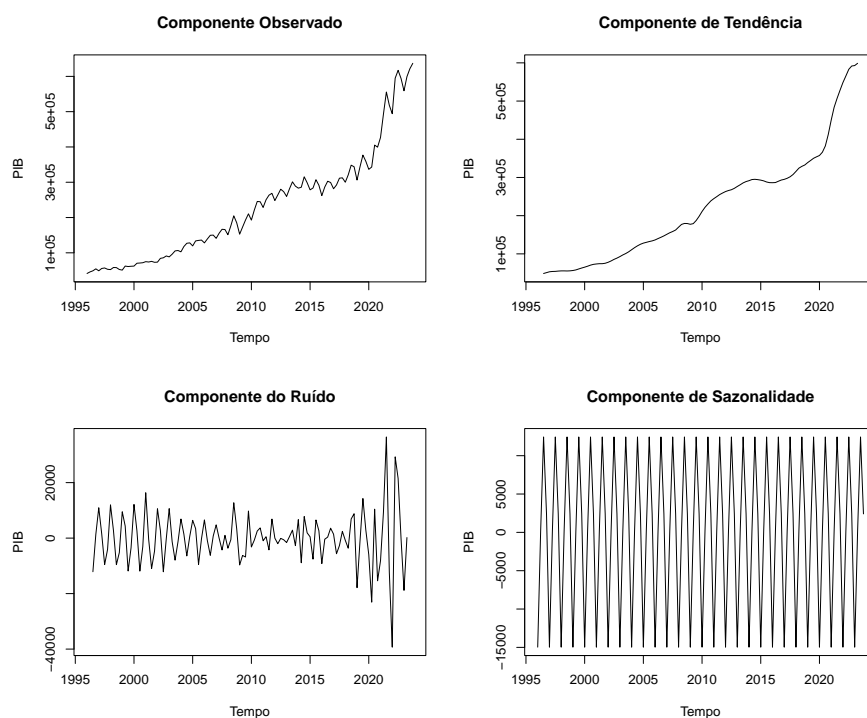 Componente Observado
PIB
1e+05
3e+05
5e+05
1995
2000
2005
2010
2015
2020
Tempo
Componente de Tendência
PIB
1e+05
3e+05
5e+05
1995
2000
2005
2010
2015
2020
Tempo
Componente do Ruído
PIB
−40000
0
20000
1995
2000
2005
2010
2015
2020
Tempo
Componente de Sazonalidade
PIB
−15000
−5000
0
5000
1995
2000
2005
2010
2015
2020
Tempo